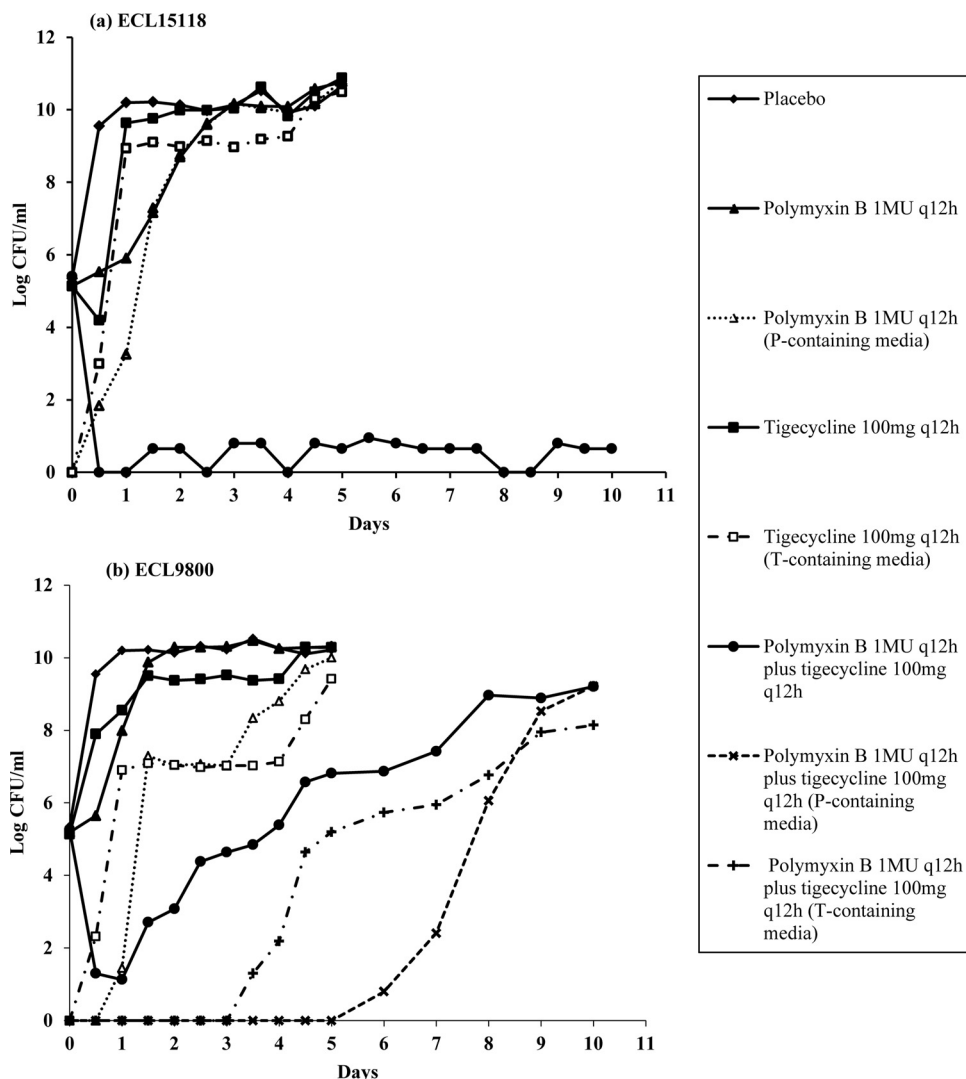 (a) ECL15118
12
10
8
6
4
2
0
Log CFU/ml
0 1 2 3 4 5 6 7 8 9 10 11
Days
(b) ECL9800
12
10
8
6
4
2
0
Log CFU/ml
0 1 2 3 4 5 6 7 8 9 10 11
Days
Placebo
Polymyxin B 1MU q12h
Polymyxin B 1MU q12h
(P-containing media)
Tigecycline 100mg q12h
Tigecycline 100mg q12h
(T-containing media)
Polymyxin B 1MU q12h
plus tigecycline 100mg
q12h
Polymyxin B 1MU q12h
plus tigecycline 100mg
q12h (P-containing
media)
Polymyxin B 1MU q12h
plus tigecycline 100mg
q12h (T-containing
media)